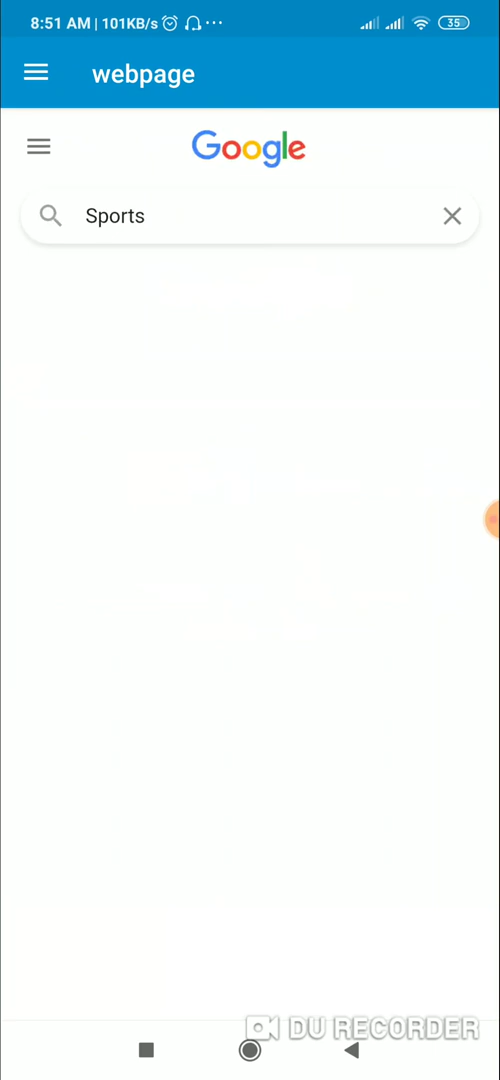 8:51 AM | 101KB/s ...
35
webpage
Google
Sports
DU RECORDER